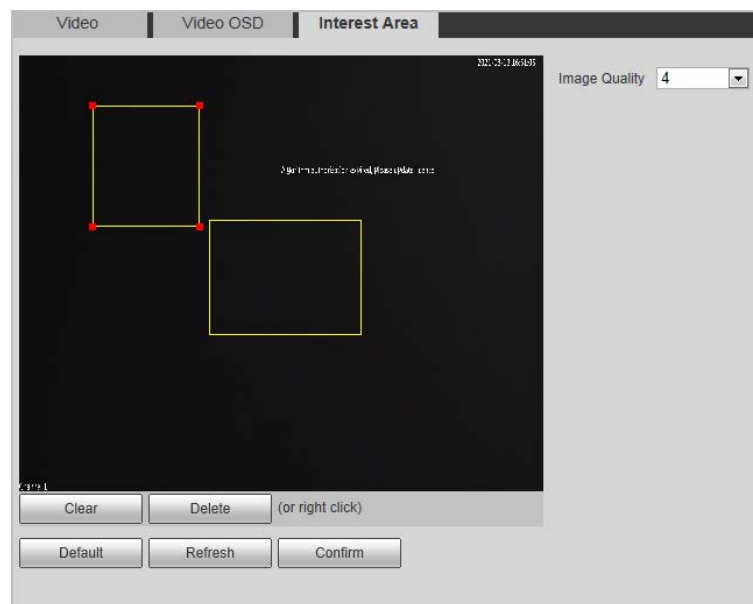 Video
Video OSD
Interest Area
Image Quality 4
Clear
Delete
(or right click)
Default
Refresh
Confirm